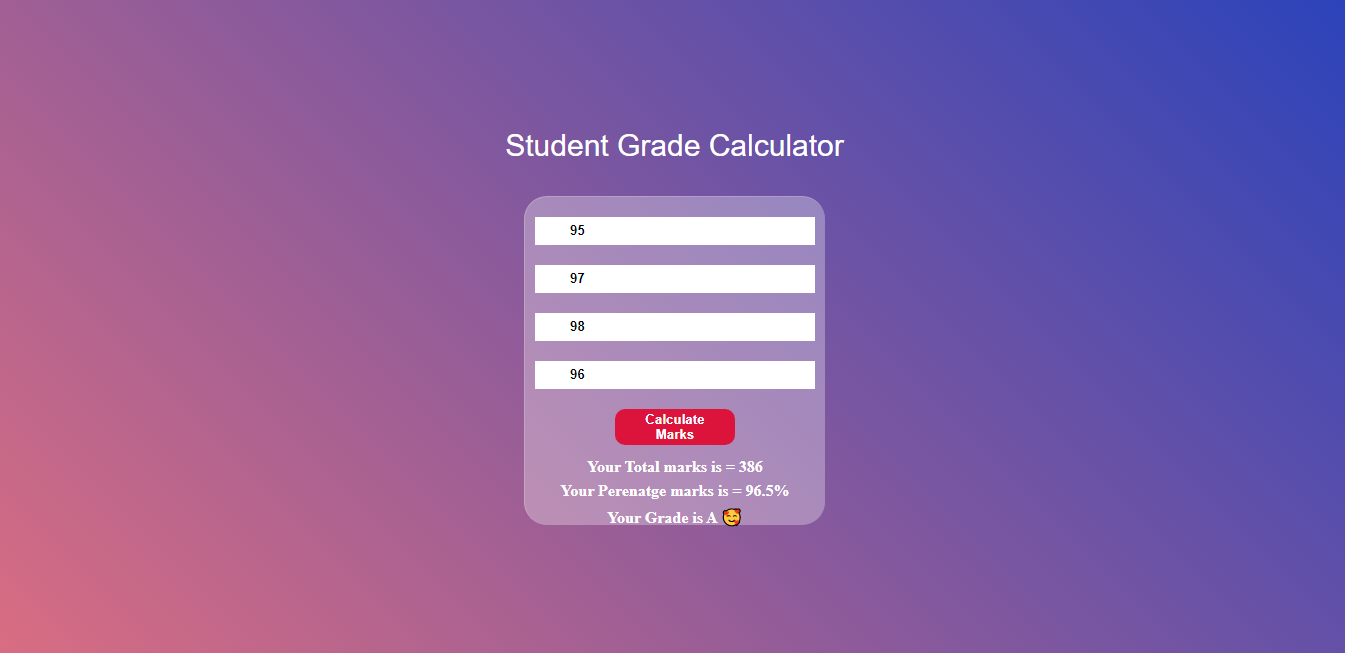 Student Grade Calculator
95
97
98
96
Calculate
Marks
Your Total marks is = 386
Your Perenatge marks is = 96.5%
Your Grade is A 🥰